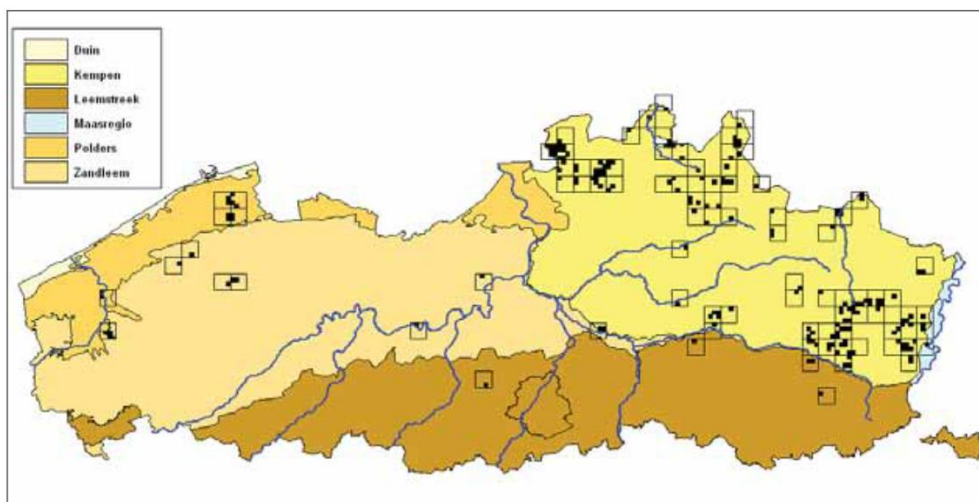 Duin
Kempen
Leemstreek
Maasregio
Polders
Zandleem